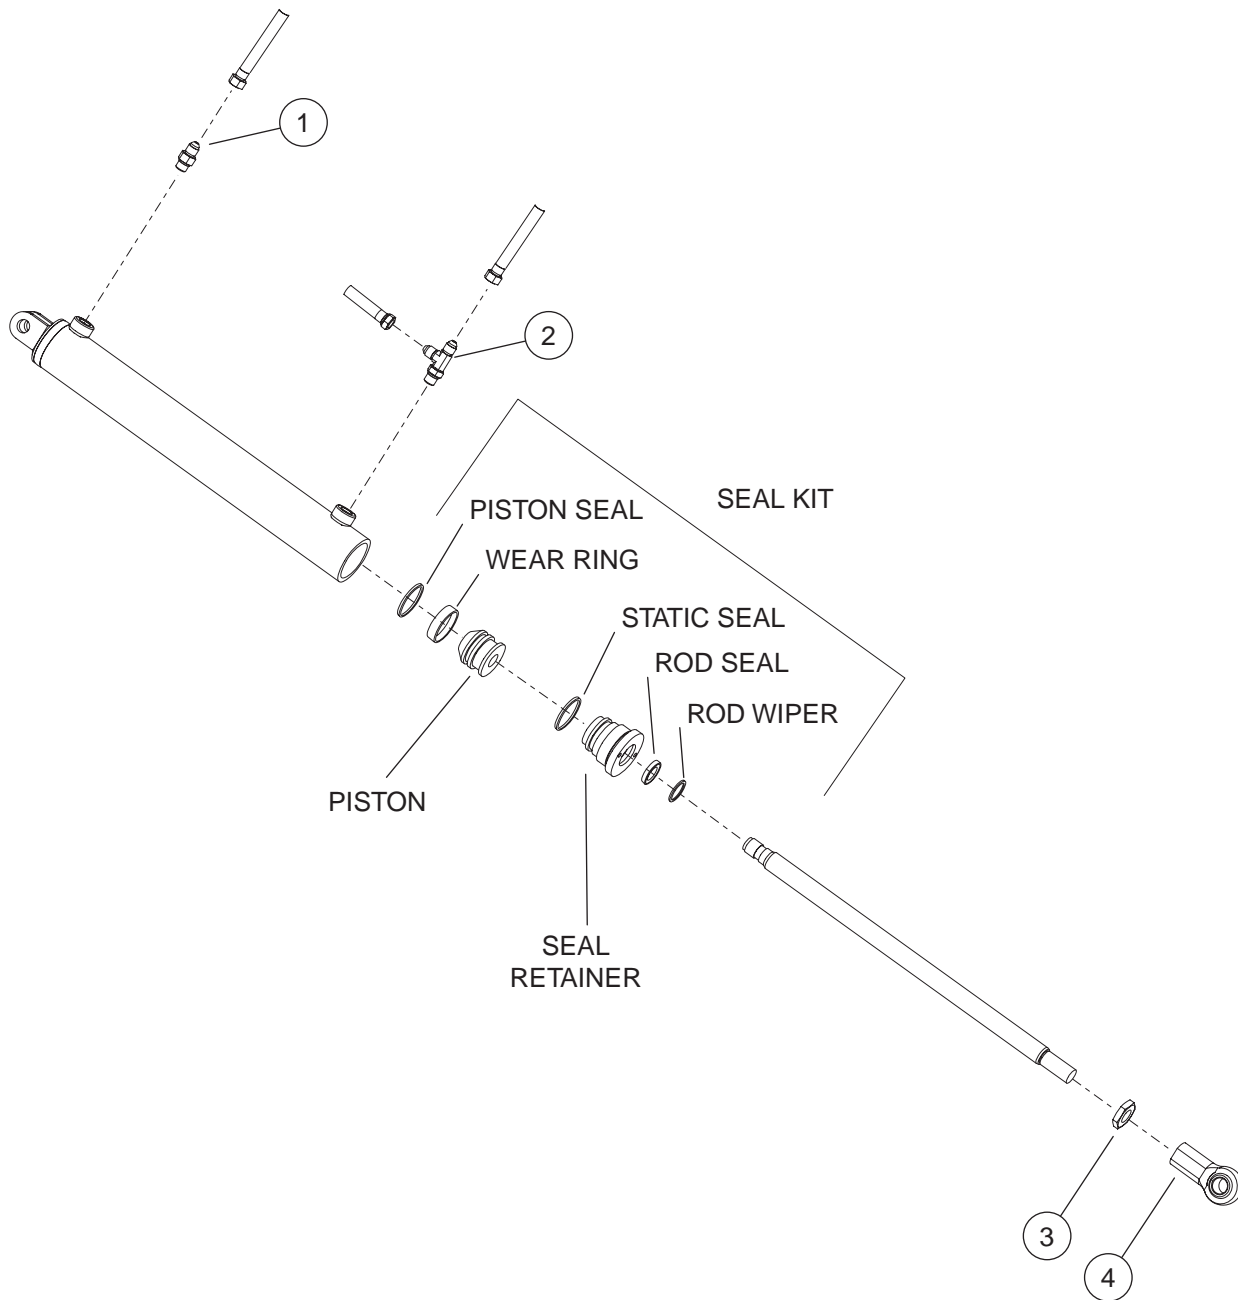 1
2
SEAL KIT
PISTON SEAL
WEAR RING
STATIC SEAL
ROD SEAL
ROD WIPER
PISTON
SEAL
RETAINER
3
4